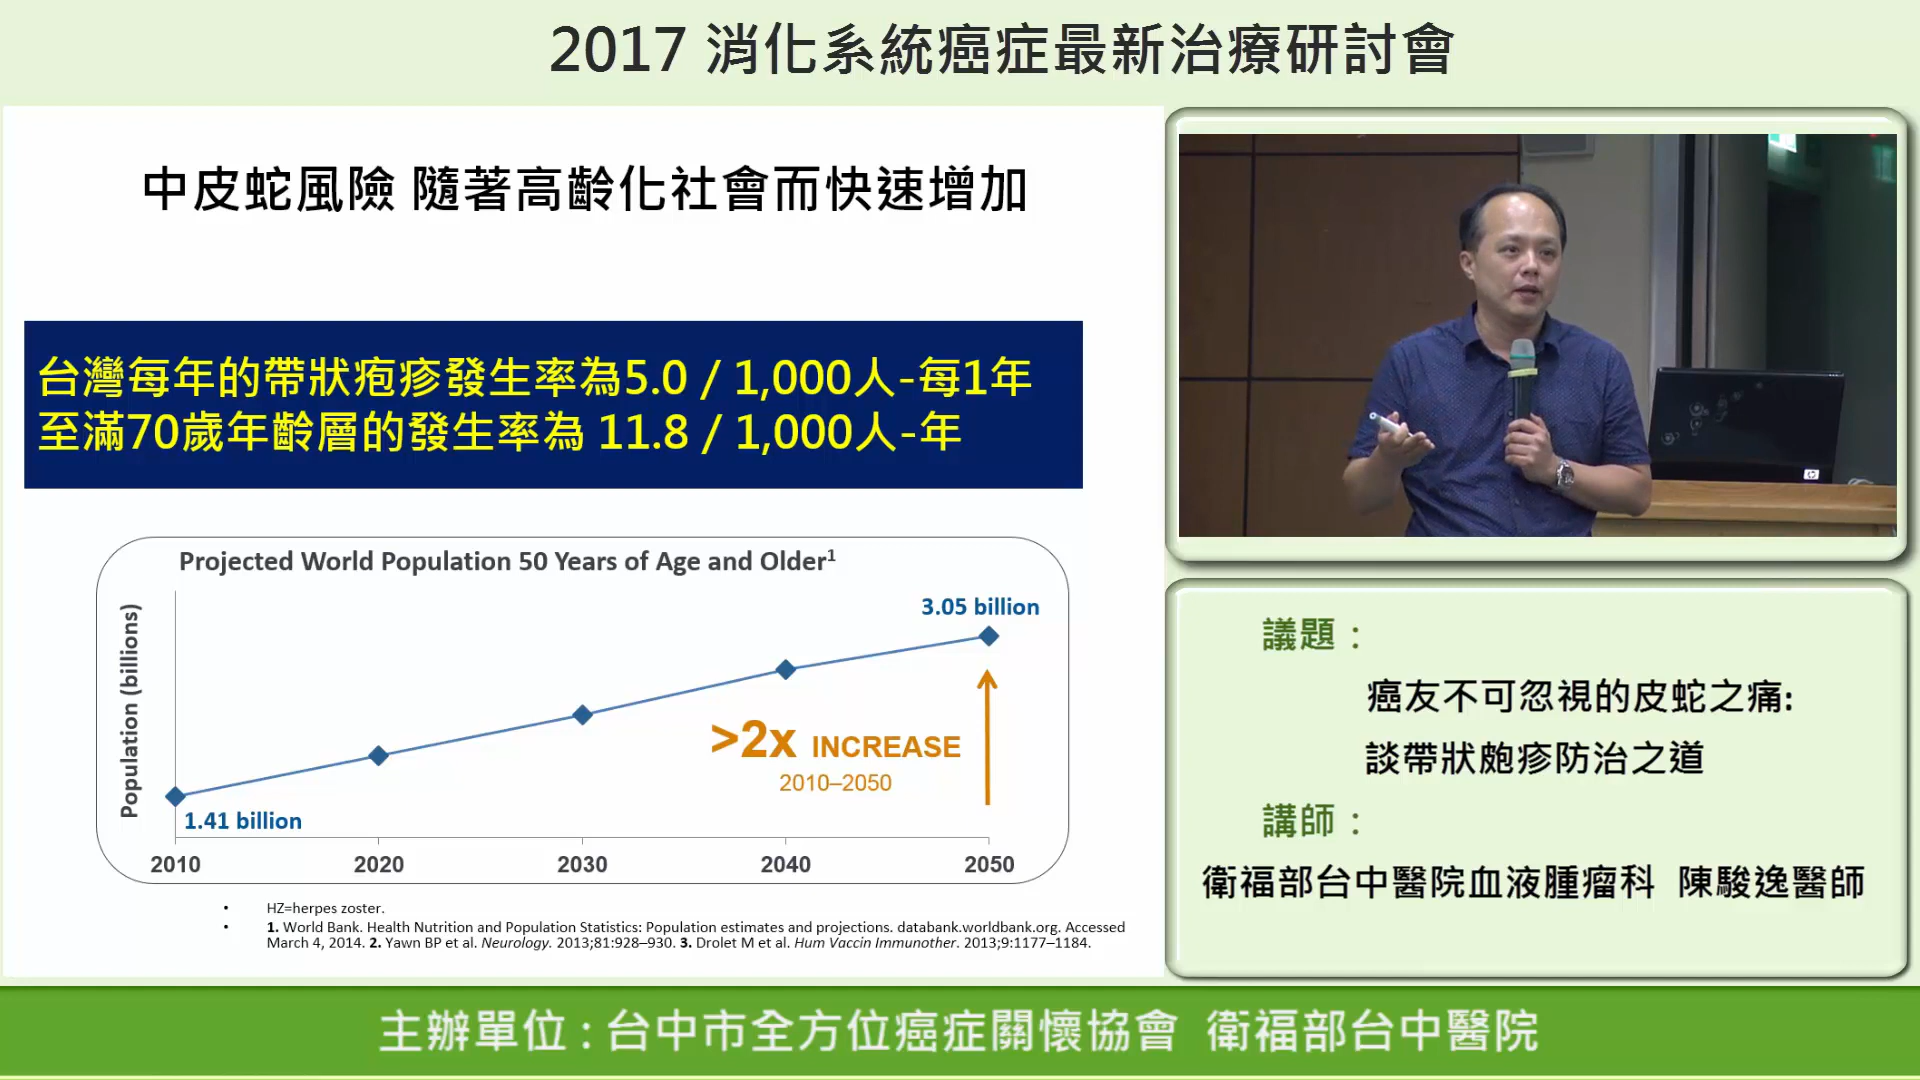 2017 消化系統癌症最新治療研討會
中皮蛇風險 隨著高齡化社會而快速增加
台灣每年的帶狀疱疹發生率為5.0 / 1,000人-每1年
至滿70歲年齡層的發生率為 11.8 / 1,000人-年
Projected World Population 50 Years of Age and Older1
Population (billions)
3.05 billion
>2x INCREASE
2010–2050
1.41 billion
2010 2020 2030 2040 2050
• HZ=herpes zoster.
• 1. World Bank. Health Nutrition and Population Statistics: Population estimates and projections. databank.worldbank.org. Accessed
March 4, 2014. 2. Yawn BP et al. Neurology. 2013;81:928–930. 3. Drolet M et al. Hum Vaccin Immunother. 2013;9:1177–1184.
hp
議題：
癌友不可忽視的皮蛇之痛:
談帶狀皰疹防治之道
講師：
衛福部台中醫院血液腫瘤科 陳駿逸醫師
主辦單位 : 台中市全方位癌症關懷協會 衛福部台中醫院